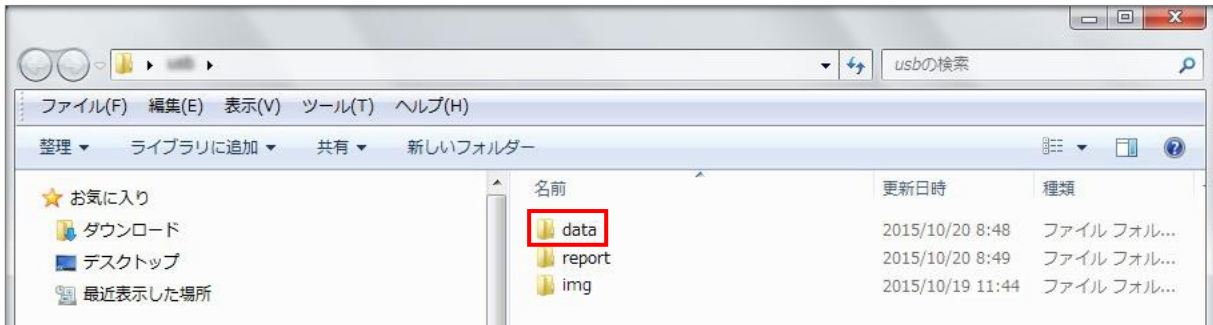 usbの検索
ファイル(F) 編集(E) 表示(V) ツール(T) ヘルプ(H)
整理 ライブラリに追加 共有 新しいフォルダー
お気に入り
ダウンロード
デスクトップ
最近表示した場所
名前 更新日時 種類
data 2015/10/20 8:48 ファイル フォル...
report 2015/10/20 8:49 ファイル フォル...
img 2015/10/19 11:44 ファイル フォル...